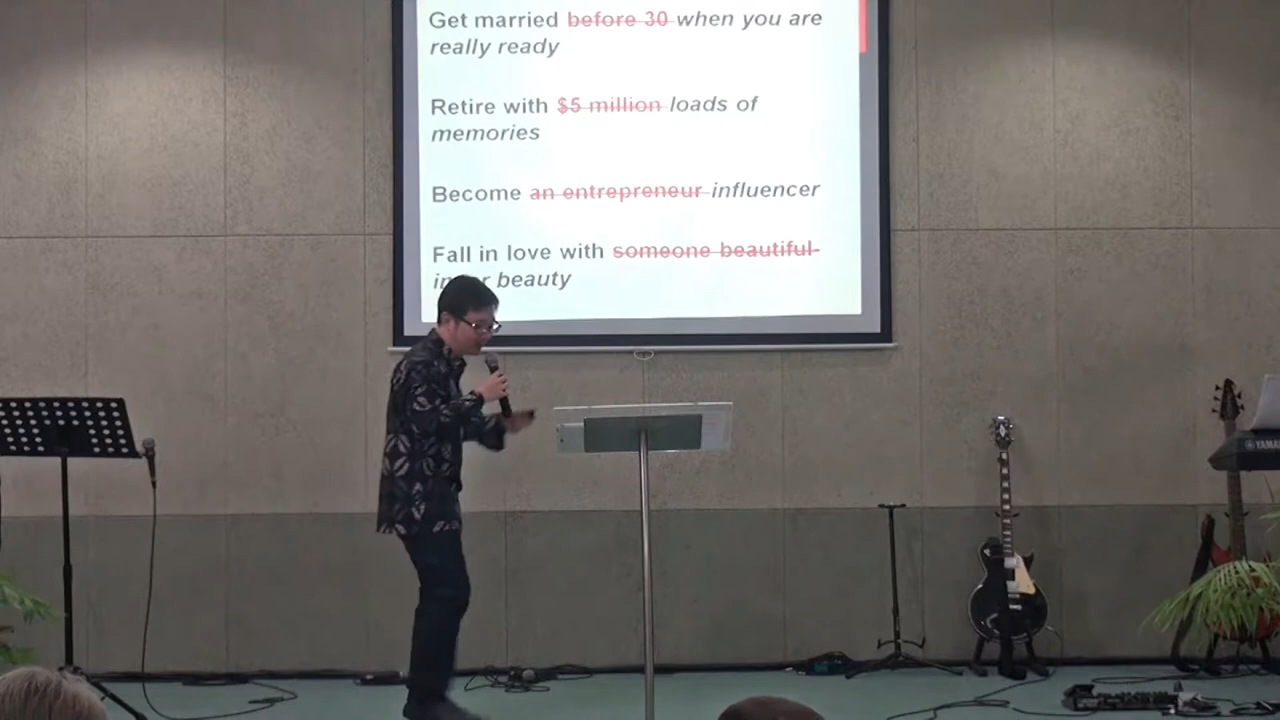 Get married before 30 when you are
really ready
Retire with $5 million loads of
memories
Become an entrepreneur influencer
Fall in love with someone beautiful
beauty
YAMA